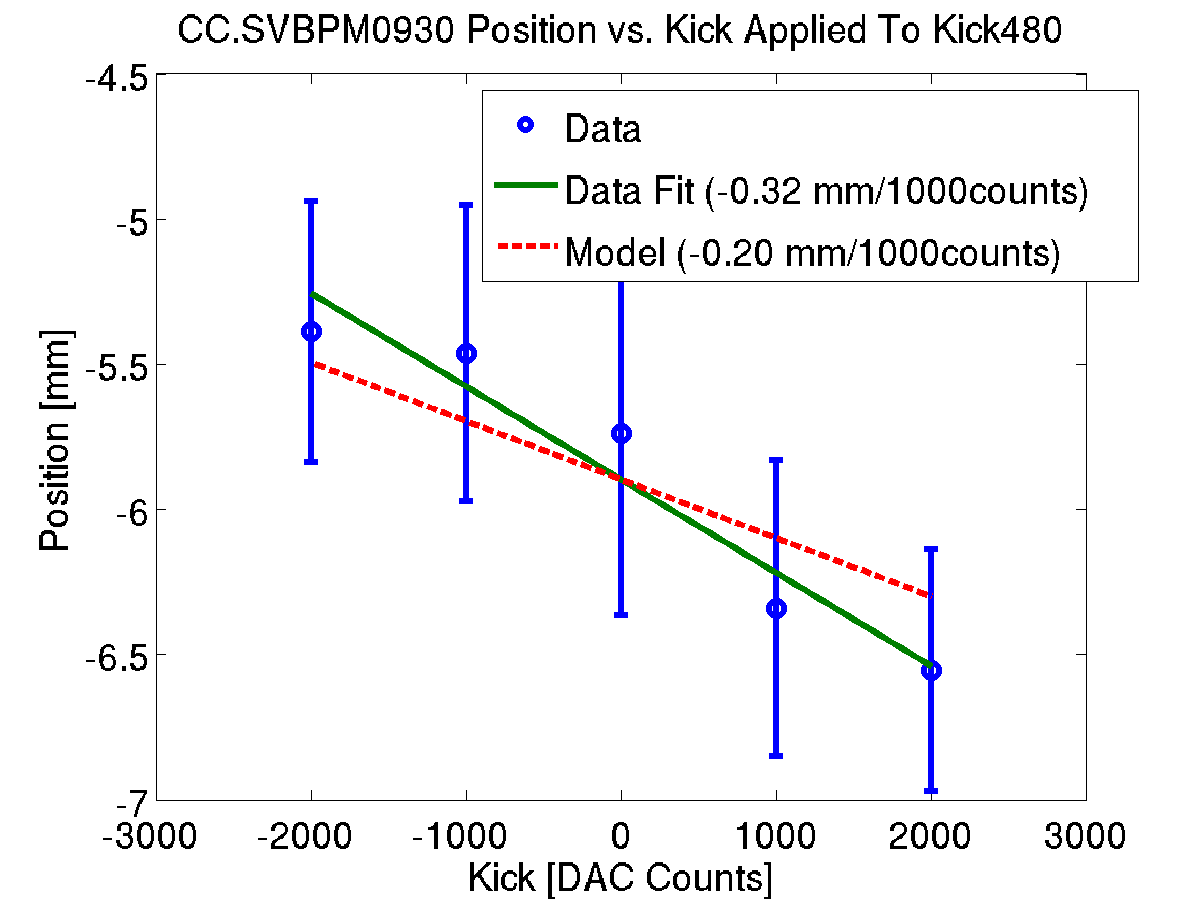 CC.SVBPM0930 Position vs. Kick Applied To Kick480
-4.5
-5
-5.5
-6
-6.5
-7
Position [mm]
Data
Data Fit (-0.32 mm/1000counts)
Model (-0.20 mm/1000counts)
-3000 -2000 -1000 0 1000 2000 3000
Kick [DAC Counts]